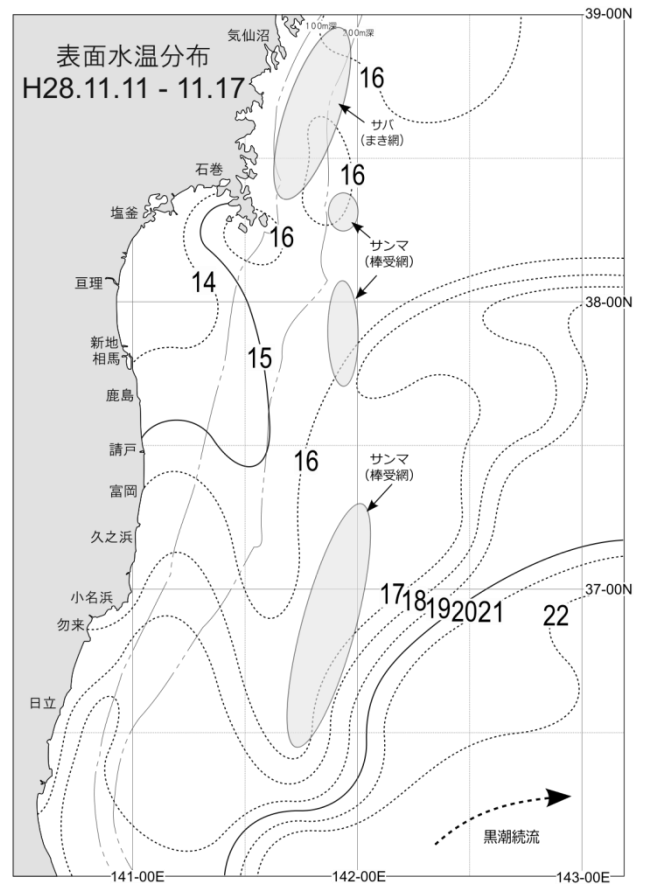 表面水温分布
H28.11.11 - 11.17
気仙沼
100m深
200m深
39-00N
16
サバ
(まき網)
石巻
16
塩釜
16
サンマ
(棒受網)
亘理
14
38-00N
新地
相馬
15
鹿島
請戸
16
サンマ
(棒受網)
富岡
久之浜
小名浜
17
18
19
20
21
22
37-00N
勿来
日立
黒潮続流
141-00E
142-00E
143-00E